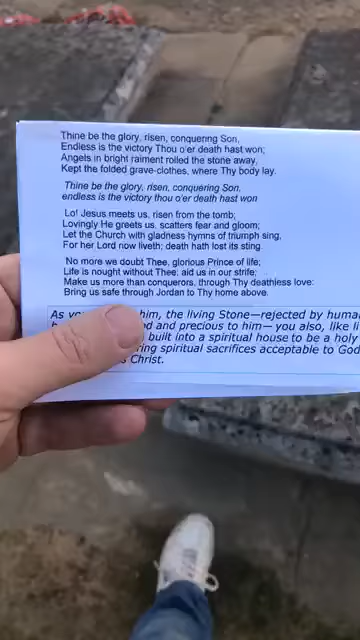 Thine be the glory, risen, conquering Son,
Endless is the victory Thou o'er death hast won;
Angels in bright raiment rolled the stone away,
Kept the folded grave-clothes, where Thy body lay.
Thine be the glory, risen, conquering Son,
endless is the victory thou o'er death hast won
Lo! Jesus meets us, risen from the tomb;
Lovingly He greets us, scatters fear and gloom;
Let the Church with gladness hymns of triumph sing,
For her Lord now liveth; death hath lost its sting.
No more we doubt Thee, glorious Prince of life;
Life is nought without Thee; aid us in our strife;
Make us more than conquerors, through Thy deathless love:
Bring us safe through Jordan to Thy home above.
As him, the living Stone—rejected by
and precious to him— you also, like
built into a spiritual house to be a holy
spiritual sacrifices acceptable to God
Christ.